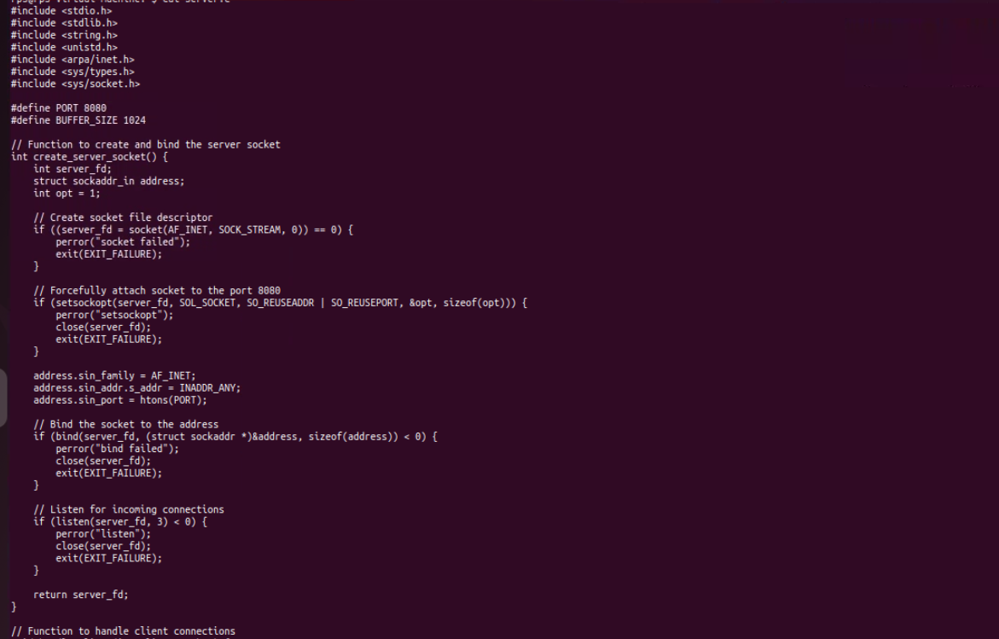 #include <stdio.h>
#include <stdlib.h>
#include <string.h>
#include <unistd.h>
#include <arpa/inet.h>
#include <sys/types.h>
#include <sys/socket.h>

#define PORT 8080
#define BUFFER_SIZE 1024

// Function to create and bind the server socket
int create_server_socket() {
    int server_fd;
    struct sockaddr_in address;
    int opt = 1;

    // Create socket file descriptor
    if ((server_fd = socket(AF_INET, SOCK_STREAM, 0)) == 0) {
        perror("socket failed");
        exit(EXIT_FAILURE);
    }

    // Forcefully attach socket to the port 8080
    if (setsockopt(server_fd, SOL_SOCKET, SO_REUSEADDR | SO_REUSEPORT, &opt, sizeof(opt))) {
        perror("setsockopt");
        close(server_fd);
        exit(EXIT_FAILURE);
    }

    address.sin_family = AF_INET;
    address.sin_addr.s_addr = INADDR_ANY;
    address.sin_port = htons(PORT);

    // Bind the socket to the address
    if (bind(server_fd, (struct sockaddr *)&address, sizeof(address)) < 0) {
        perror("bind failed");
        close(server_fd);
        exit(EXIT_FAILURE);
    }

    // Listen for incoming connections
    if (listen(server_fd, 3) < 0) {
        perror("listen");
        close(server_fd);
        exit(EXIT_FAILURE);
    }

    return server_fd;
}

// Function to handle client connections